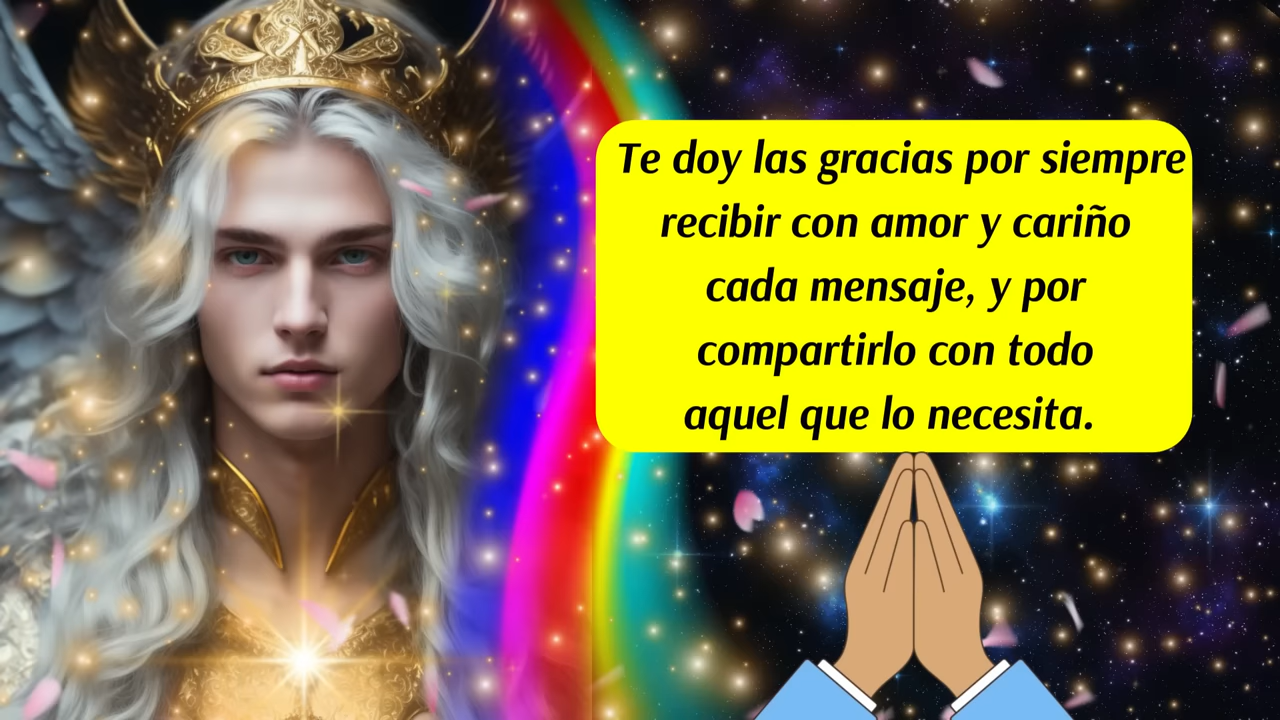 Te doy las gracias por siempre
recibir con amor y cariño
cada mensaje, y por
compartirlo con todo
aquel que lo necesita.